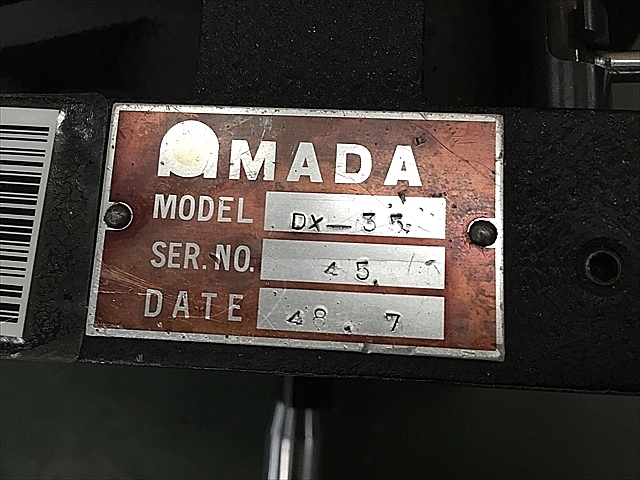 AMADA
MODEL DX-35
SER. NO. 45.
DATE 48.7